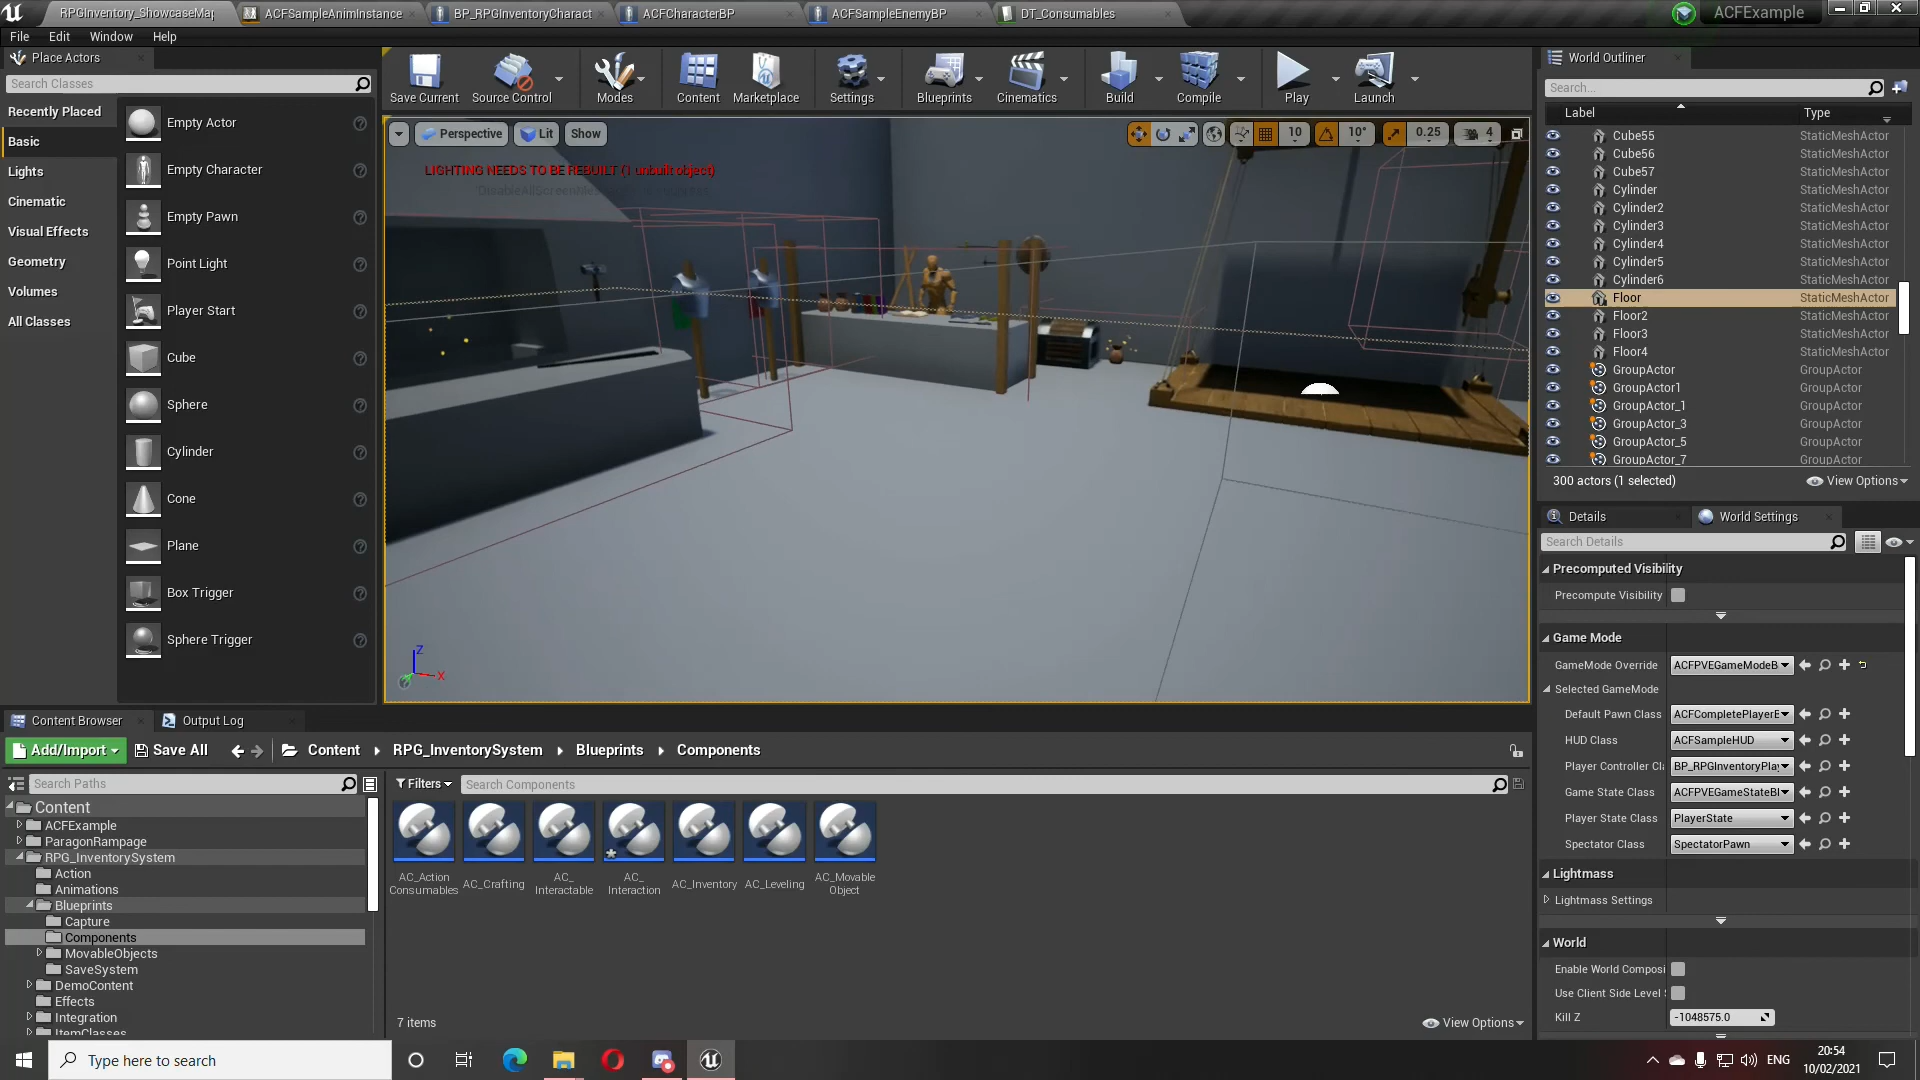 RPGInventory_ShowcaseMap
ACFSampleAnimInstance
BP_RPGInventoryCharact
ACFCharacterBP
ACFSampleEnemyBP
DT_Consumables
ACFExample
File
Edit
Window
Help
Place Actors
Search Classes
Recently Placed
Basic
Lights
Cinematic
Visual Effects
Geometry
Volumes
All Classes
Empty Actor
Empty Character
Empty Pawn
Point Light
Player Start
Cube
Sphere
Cylinder
Cone
Plane
Box Trigger
Sphere Trigger
Save Current
Source Control
Modes
Content
Marketplace
Settings
Blueprints
Cinematics
Build
Compile
Play
Launch
Perspective
Lit
Show
10
10°
0.25
4
LIGHTING NEEDS TO BE REBUILT (1 unbuilt object)
Z
X
World Outliner
Search...
Label
Type
Cube55 StaticMeshActor
Cube56 StaticMeshActor
Cube57 StaticMeshActor
Cylinder StaticMeshActor
Cylinder2 StaticMeshActor
Cylinder3 StaticMeshActor
Cylinder4 StaticMeshActor
Cylinder5 StaticMeshActor
Cylinder6 StaticMeshActor
Floor StaticMeshActor
Floor2 StaticMeshActor
Floor3 StaticMeshActor
Floor4 StaticMeshActor
GroupActor GroupActor
GroupActor1 GroupActor
GroupActor_1 GroupActor
GroupActor_3 GroupActor
GroupActor_5 GroupActor
GroupActor_7 GroupActor
300 actors (1 selected)
View Options
Details
World Settings
Search Details
Precomputed Visibility
Precompute Visibility
Game Mode
GameMode Override ACFPVEGameModeB
Selected GameMode
Default Pawn Class ACFCompletePlayerE
HUD Class ACFSampleHUD
Player Controller Cl BP_RPGInventoryPlay
Game State Class ACFPVEGameStateBl
Player State Class PlayerState
Spectator Class SpectatorPawn
Lightmass
Lightmass Settings
World
Enable World Composi
Use Client Side Level
Kill Z -1048575.0
Content Browser
Output Log
Add/Import
Save All
Content
RPG_InventorySystem
Blueprints
Components
Search Paths
Filters
Search Components
Content
ACFExample
ParagonRampage
RPG_InventorySystem
Action
Animations
Blueprints
Capture
Components
MovableObjects
SaveSystem
DemoContent
Effects
Integration
ItemClasses
AC_Action
Consumables
AC_Crafting
AC_
Interactable
AC_
Interaction
AC_Inventory
AC_Leveling
AC_Movable
Object
7 items
View Options
Type here to search
ENG
20:54
10/02/2021